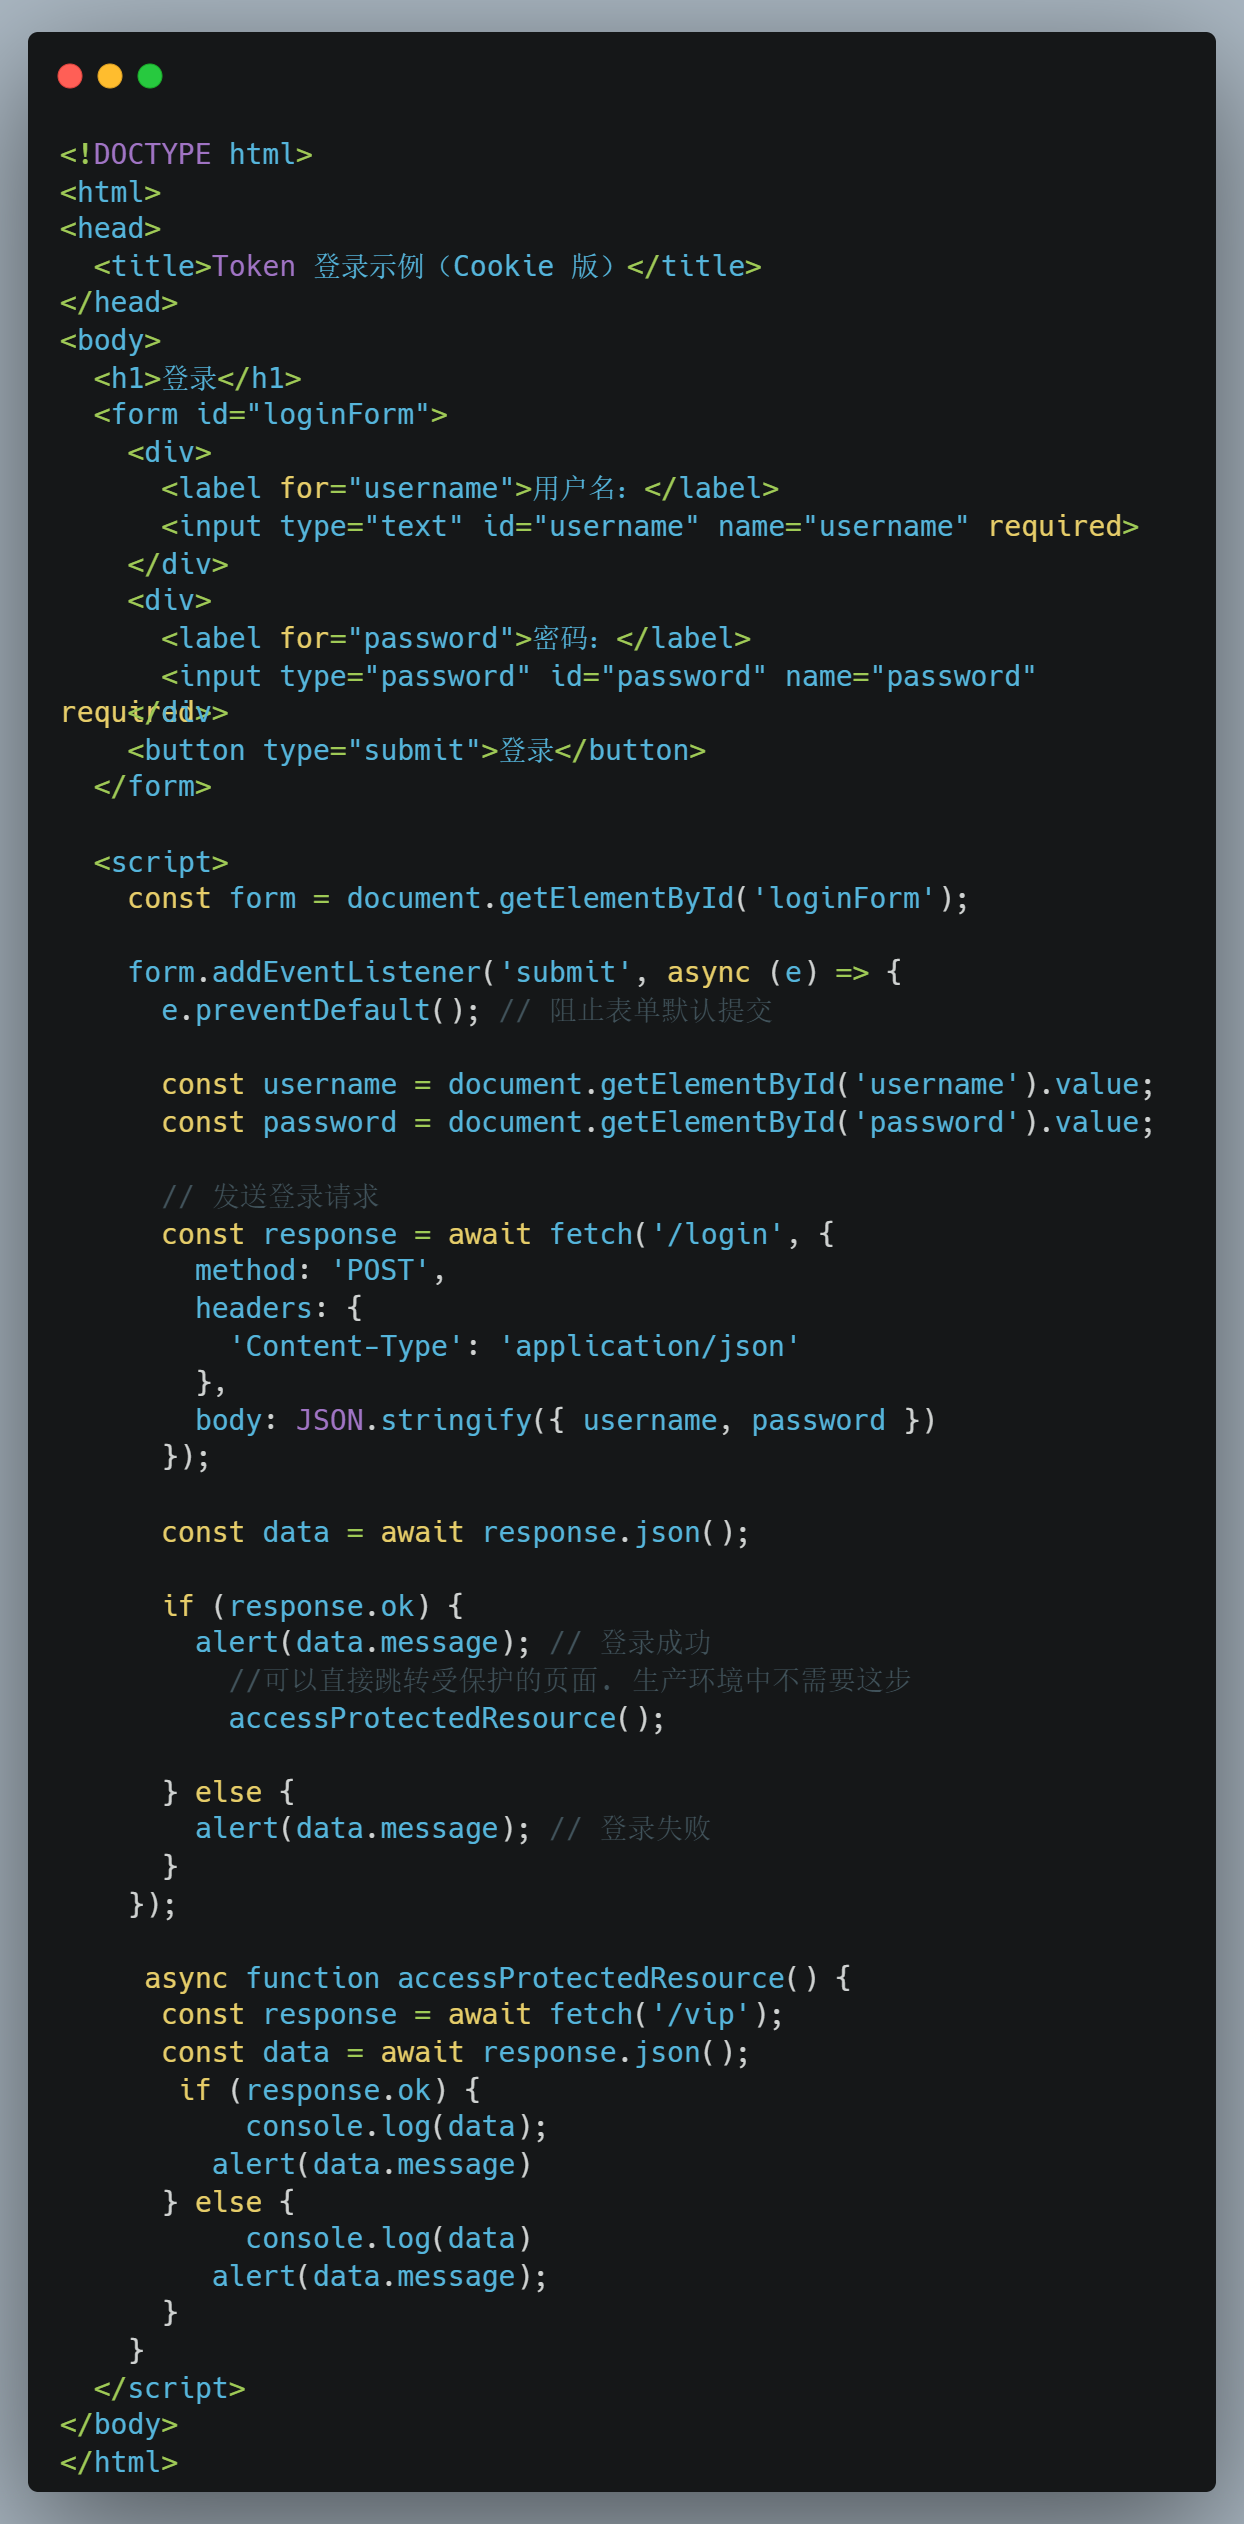 <!DOCTYPE html>
<html>
<head>
  <title>Token 登录示例（Cookie 版）</title>
</head>
<body>
  <h1>登录</h1>
  <form id="loginForm">
    <div>
      <label for="username">用户名：</label>
      <input type="text" id="username" name="username" required>
    </div>
    <div>
      <label for="password">密码：</label>
      <input type="password" id="password" name="password"
required>
    </div>
    <button type="submit">登录</button>
  </form>

  <script>
    const form = document.getElementById('loginForm');

    form.addEventListener('submit', async (e) => {
      e.preventDefault(); // 阻止表单默认提交

      const username = document.getElementById('username').value;
      const password = document.getElementById('password').value;

      // 发送登录请求
      const response = await fetch('/login', {
        method: 'POST',
        headers: {
          'Content-Type': 'application/json'
        },
        body: JSON.stringify({ username, password })
      });

      const data = await response.json();

      if (response.ok) {
        alert(data.message); // 登录成功
          //可以直接跳转受保护的页面. 生产环境中不需要这步
          accessProtectedResource();

      } else {
        alert(data.message); // 登录失败
      }
    });

     async function accessProtectedResource() {
      const response = await fetch('/vip');
      const data = await response.json();
       if (response.ok) {
           console.log(data);
         alert(data.message)
      } else {
           console.log(data)
         alert(data.message);
      }
    }
  </script>
</body>
</html>